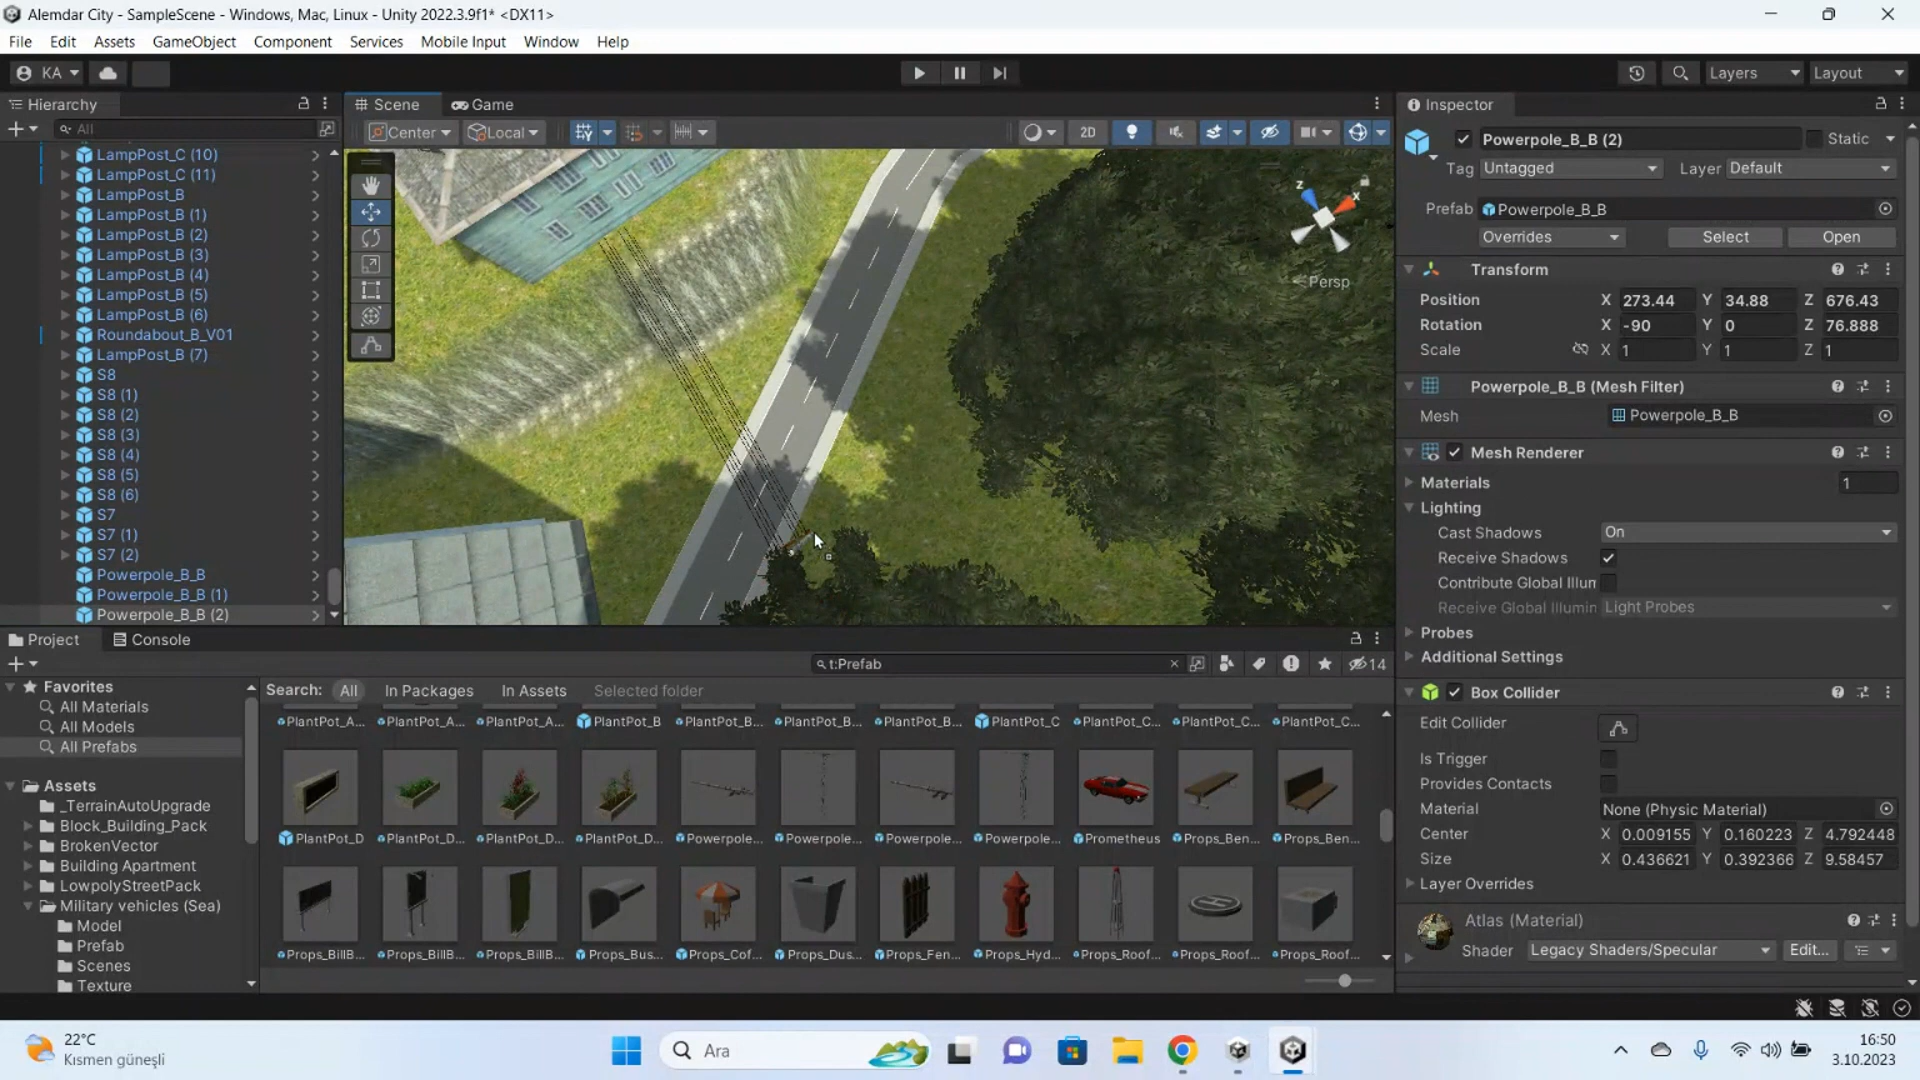 Alemdar City - SampleScene - Windows, Mac, Linux - Unity 2022.3.9f1* <DX11>
File Edit Assets GameObject Component Services Mobile Input Window Help
KA Layers Layout
Hierarchy
All
LampPost_C (10)
LampPost_C (11)
LampPost_B
LampPost_B (1)
LampPost_B (2)
LampPost_B (3)
LampPost_B (4)
LampPost_B (5)
LampPost_B (6)
Roundabout_B_V01
LampPost_B (7)
S8
S8 (1)
S8 (2)
S8 (3)
S8 (4)
S8 (5)
S8 (6)
S7
S7 (1)
S7 (2)
Powerpole_B_B
Powerpole_B_B (1)
Powerpole_B_B (2)
Scene Game
Center Local 2D
z x
Persp
Inspector
Powerpole_B_B (2) Static
Tag Untagged Layer Default
Prefab Powerpole_B_B
Overrides Select Open
Transform
Position X 273.44 Y 34.88 Z 676.43
Rotation X -90 Y 0 Z 76.888
Scale X 1 Y 1 Z 1
Powerpole_B_B (Mesh Filter)
Mesh Powerpole_B_B
Mesh Renderer
Materials 1
Lighting
Cast Shadows On
Receive Shadows
Contribute Global Illum
Receive Global Illumin Light Probes
Probes
Additional Settings
Box Collider
Edit Collider
Is Trigger
Provides Contacts
Material None (Physic Material)
Center X 0.009155 Y 0.160223 Z 4.792448
Size X 0.436621 Y 0.392366 Z 9.58457
Layer Overrides
Atlas (Material)
Shader Legacy Shaders/Specular Edit...
Project Console
t:Prefab 14
Favorites
All Materials
All Models
All Prefabs
Assets
_TerrainAutoUpgrade
Block_Building_Pack
BrokenVector
Building Apartment
LowpolyStreetPack
Military vehicles (Sea)
Model
Prefab
Scenes
Texture
Search: All In Packages In Assets Selected folder
PlantPot_A... PlantPot_A... PlantPot_A... PlantPot_B PlantPot_B... PlantPot_B... PlantPot_B... PlantPot_C PlantPot_C... PlantPot_C... PlantPot_C...
PlantPot_D PlantPot_D... PlantPot_D... PlantPot_D... Powerpole... Powerpole... Powerpole... Powerpole... Prometheus Props_Ben... Props_Ben...
Props_BillB... Props_BillB... Props_BillB... Props_Bus... Props_Cof... Props_Dus... Props_Fen... Props_Hyd... Props_Roof... Props_Roof... Props_Roof...
22°C
Kısmen güneşli
Ara
16:50
3.10.2023